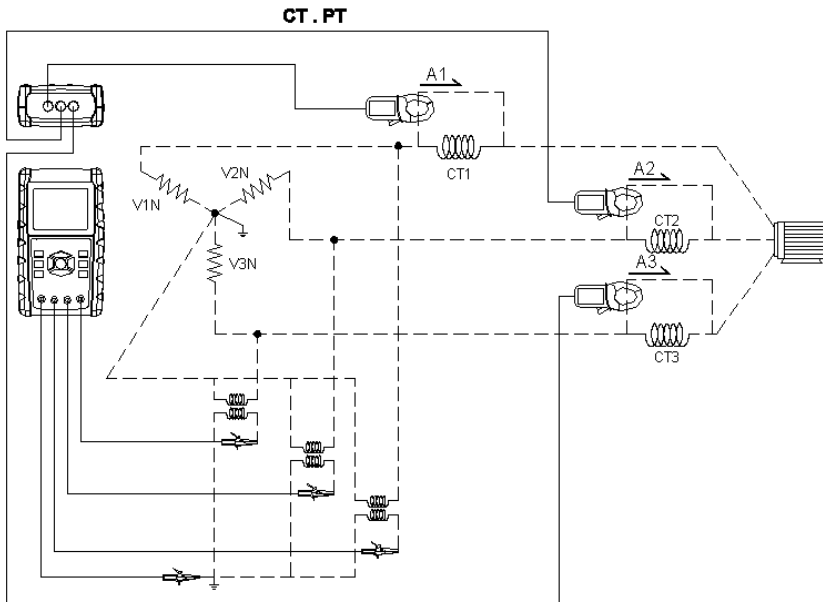 CT . PT
A1
V2N
V1N
CT1
A2
V3N
CT2
A3
CT3